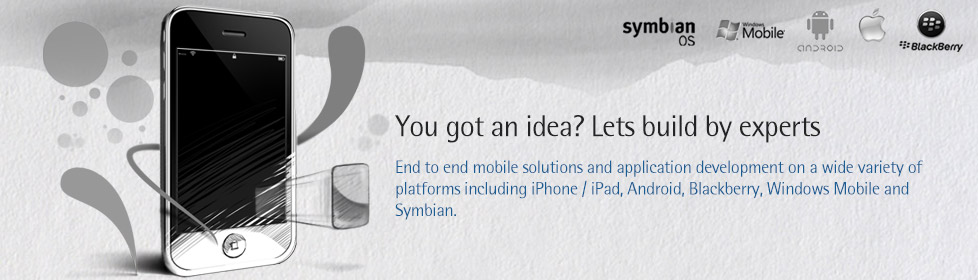 symbian
OS
Windows
Mobile
ANDROID
BlackBerry
You got an idea? Lets build by experts
End to end mobile solutions and application development on a wide variety of
platforms including iPhone / iPad, Android, Blackberry, Windows Mobile and
Symbian.